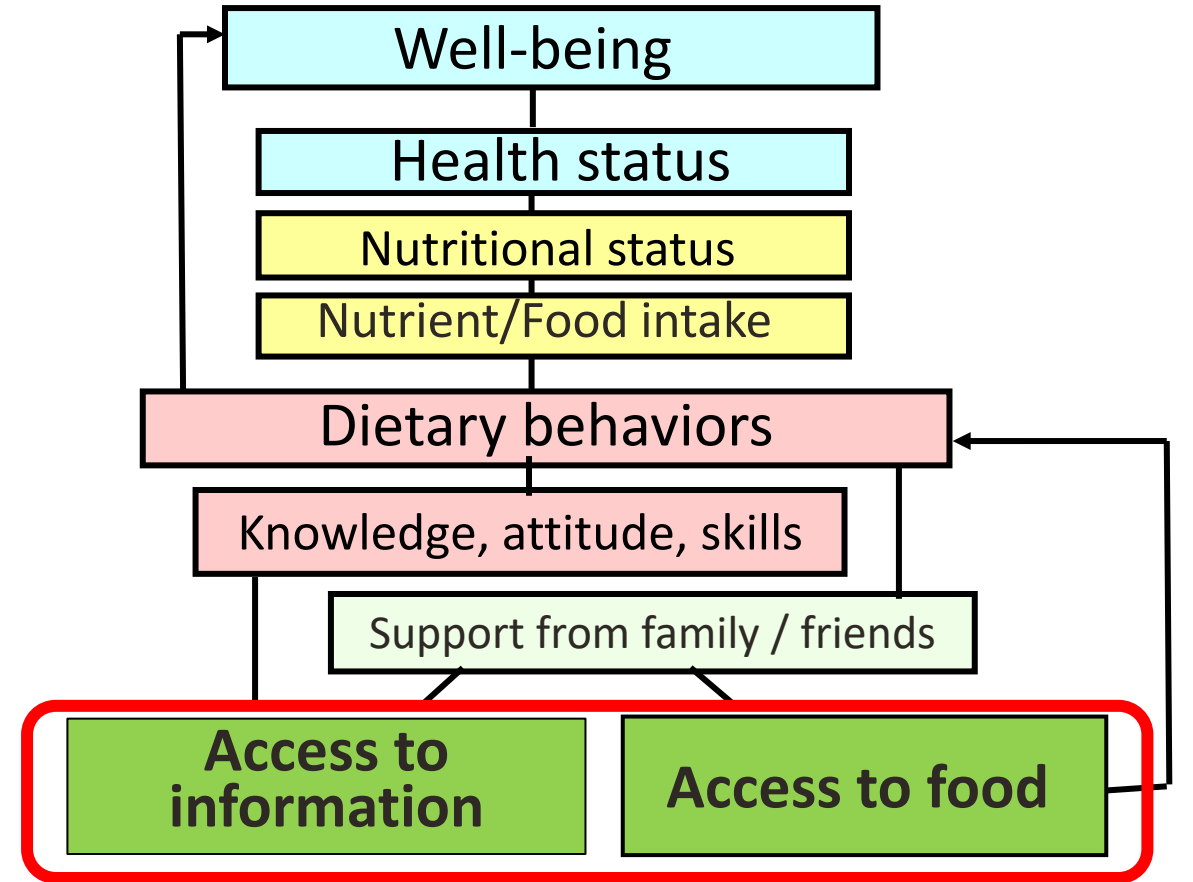 Well-being
Health status
Nutritional status
Nutrient/Food intake
Dietary behaviors
Knowledge, attitude, skills
Support from family / friends
Access to
information
Access to food